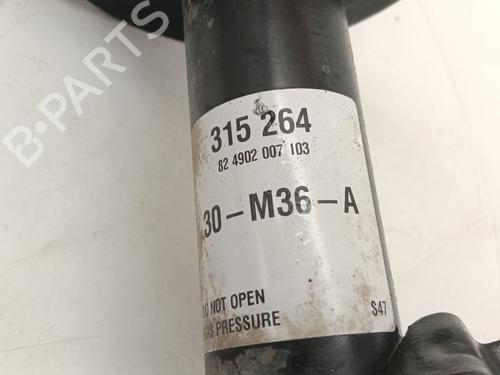 B-PARTS
315 264
82 4902 007 103
30-M36-A
DO NOT OPEN
GAS PRESSURE
S47